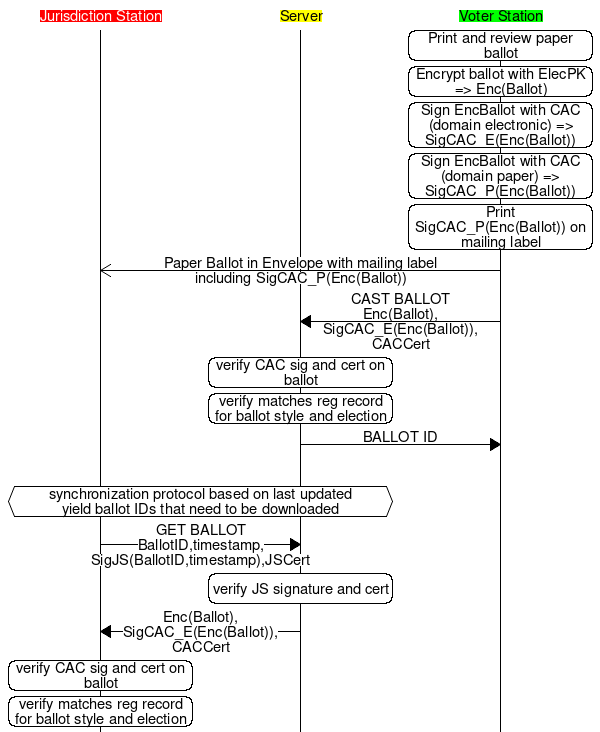 Jurisdiction Station
Server
Voter Station
Print and review paper
ballot
Encrypt ballot with ElecPK
=> Enc(Ballot)
Sign EncBallot with CAC
(domain electronic) =>
SigCAC_E(Enc(Ballot))
Sign EncBallot with CAC
(domain paper) =>
SigCAC_P(Enc(Ballot))
Print
SigCAC_P(Enc(Ballot)) on
mailing label
Paper Ballot in Envelope with mailing label
including SigCAC_P(Enc(Ballot))
CAST BALLOT
Enc(Ballot),
SigCAC_E(Enc(Ballot)),
CACCert
verify CAC sig and cert on
ballot
verify matches reg record
for ballot style and election
BALLOT ID
synchronization protocol based on last updated
yield ballot IDs that need to be downloaded
GET BALLOT
BallotID,timestamp,
SigJS(BallotID,timestamp),JSCert
verify JS signature and cert
Enc(Ballot),
SigCAC_E(Enc(Ballot)),
CACCert
verify CAC sig and cert on
ballot
verify matches reg record
for ballot style and election